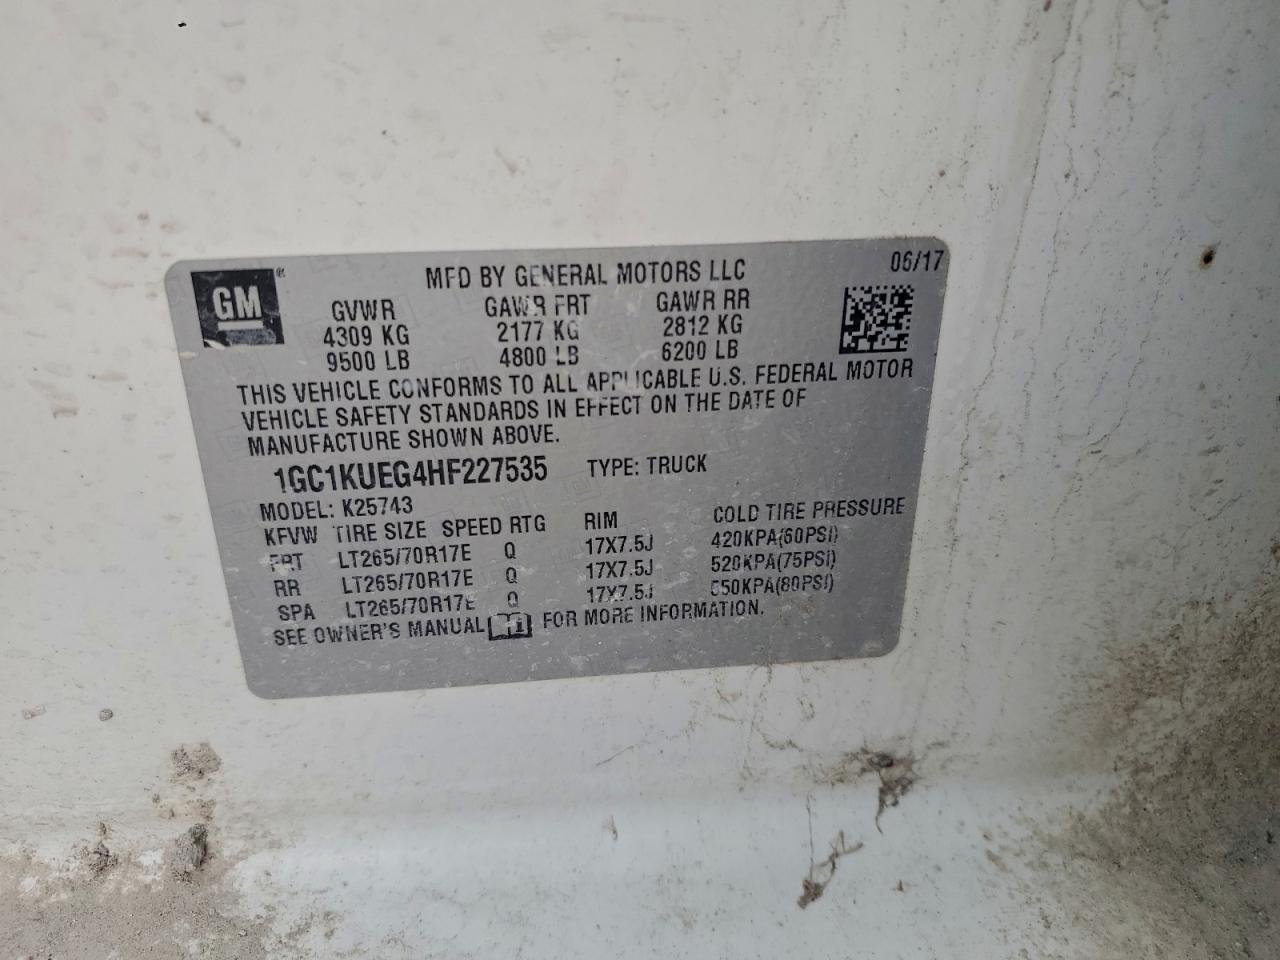 GM ®
MFD BY GENERAL MOTORS LLC
06/17
GVWR GAWR FRT GAWR RR
4309 KG 2177 KG 2812 KG
9500 LB 4800 LB 6200 LB
THIS VEHICLE CONFORMS TO ALL APPLICABLE U.S. FEDERAL MOTOR
VEHICLE SAFETY STANDARDS IN EFFECT ON THE DATE OF
MANUFACTURE SHOWN ABOVE.
1GC1KUEG4HF227535 TYPE: TRUCK
MODEL: K25743
KFVW TIRE SIZE SPEED RTG RIM COLD TIRE PRESSURE
FRT LT265/70R17E Q 17X7.5J 420KPA(60PSI)
RR LT265/70R17E Q 17X7.5J 520KPA(75PSI)
SPA LT265/70R17E Q 17X7.5J 550KPA(80PSI)
SEE OWNER'S MANUAL FOR MORE INFORMATION.